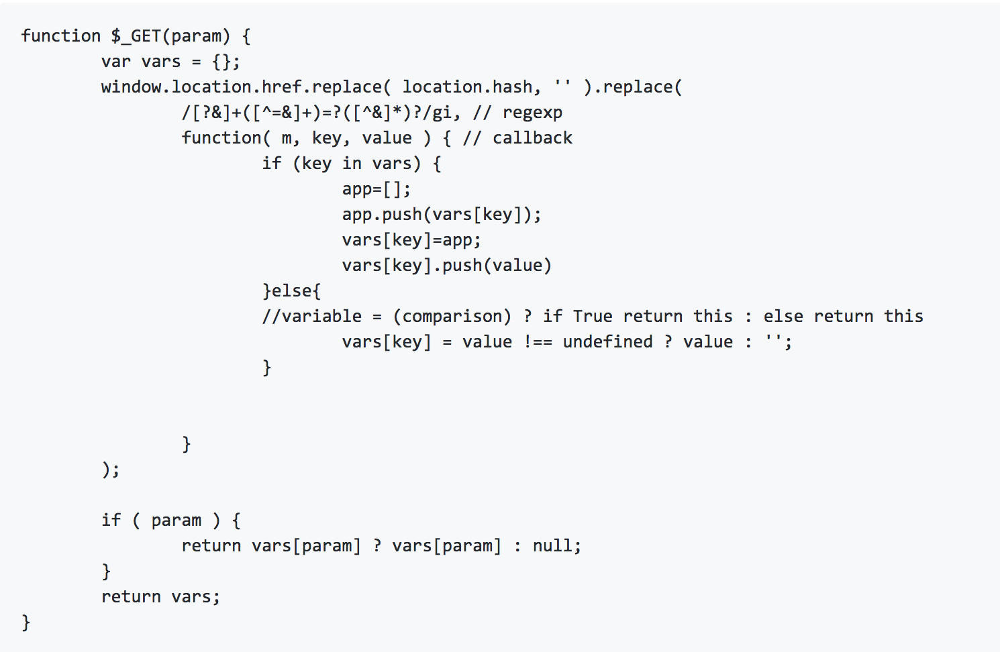 function $_GET(param) {
        var vars = {};
        window.location.href.replace( location.hash, '' ).replace(
                /[?&]+([^=&]+)=?([^&]*)?/gi, // regexp
                function( m, key, value ) { // callback
                        if (key in vars) {
                                app=[];
                                app.push(vars[key]);
                                vars[key]=app;
                                vars[key].push(value)
                        }else{
                        //variable = (comparison) ? if True return this : else return this
                                vars[key] = value !== undefined ? value : '';
                        }


                }
        );

        if ( param ) {
                return vars[param] ? vars[param] : null;
        }
        return vars;
}